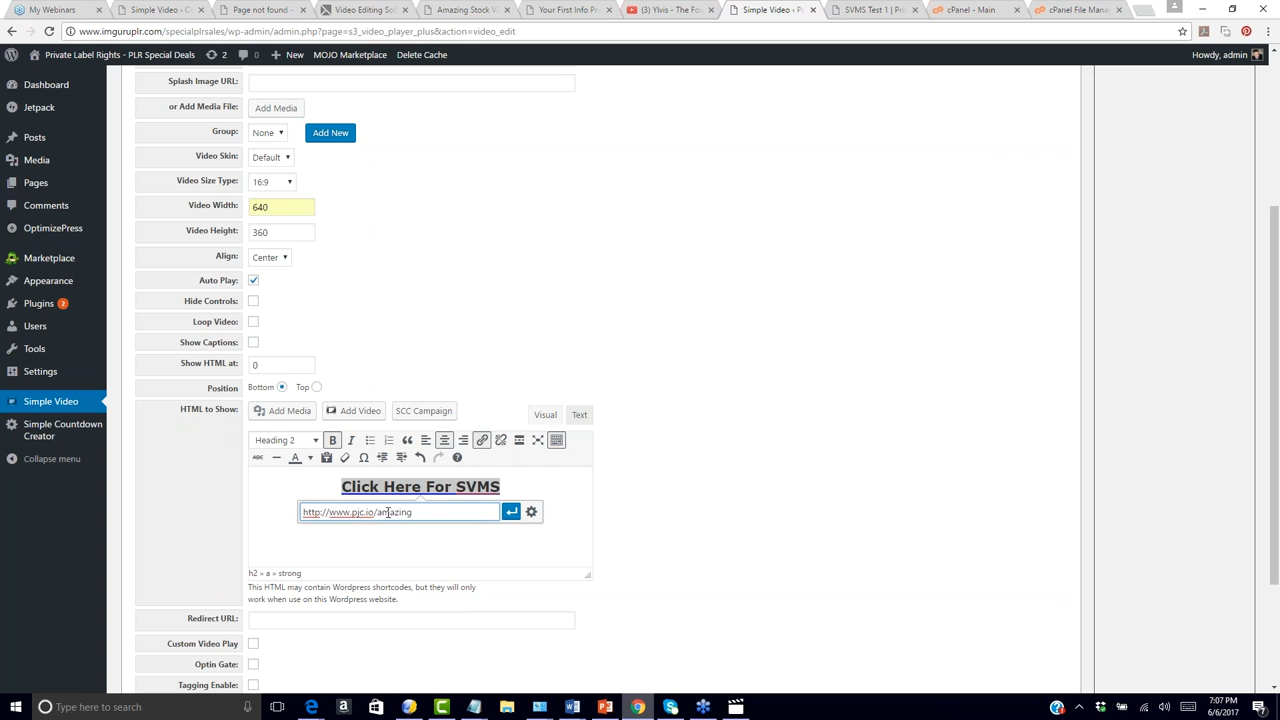 My Webinars
Simple Video ‹ Co
Page not found –
Video Editing Sof
Amazing Stock V
Your First Info Pr
(3) Ylvis - The Fox
Simple Video ‹ Pr
SVMS Test 1 | Pri
cPanel - Main
cPanel File Mana
www.imguruplr.com/specialplrsales/wp-admin/admin.php?page=s3_video_player_plus&action=video_edit
Private Label Rights - PLR Special Deals
2
0
New
MOJO Marketplace
Delete Cache
Howdy, admin
Dashboard
Jetpack
Posts
Media
Pages
Comments
OptimizePress
Marketplace
Appearance
Plugins 2
Users
Tools
Settings
Simple Video
Simple Countdown
Creator
Collapse menu
Splash Image URL:
or Add Media File:
Add Media
Group:
None
Add New
Video Skin:
Default
Video Size Type:
16:9
Video Width:
640
Video Height:
360
Align:
Center
Auto Play:
Hide Controls:
Loop Video:
Show Captions:
Show HTML at:
0
Position
Bottom
Top
HTML to Show:
Add Media
Add Video
SCC Campaign
Visual
Text
Heading 2
B
I
ABC
A
Click Here For SVMS
http://www.pjc.io/amazing
h2 » a » strong
This HTML may contain Wordpress shortcodes, but they will only
work when use on this Wordpress website.
Redirect URL:
Custom Video Play
Optin Gate:
Tagging Enable:
Type here to search
7:07 PM
6/6/2017